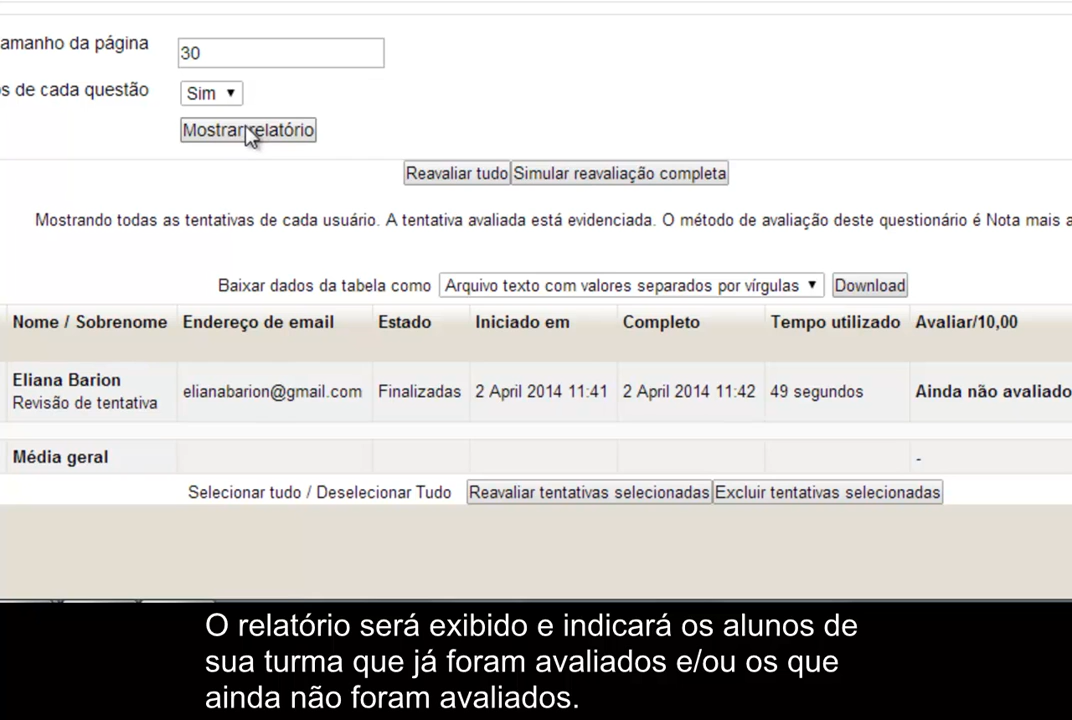 amanho da página
30
s de cada questão
Sim
Mostrar relatório
Reavaliar tudo Simular reavaliação completa
Mostrando todas as tentativas de cada usuário. A tentativa avaliada está evidenciada. O método de avaliação deste questionário é Nota mais a
Baixar dados da tabela como Arquivo texto com valores separados por vírgulas Download
Nome / Sobrenome Endereço de email Estado Iniciado em Completo Tempo utilizado Avaliar/10,00
Eliana Barion
Revisão de tentativa elianabarion@gmail.com Finalizadas 2 April 2014 11:41 2 April 2014 11:42 49 segundos Ainda não avaliado
Média geral -
Selecionar tudo / Deselecionar Tudo Reavaliar tentativas selecionadas Excluir tentativas selecionadas
O relatório será exibido e indicará os alunos de
sua turma que já foram avaliados e/ou os que
ainda não foram avaliados.